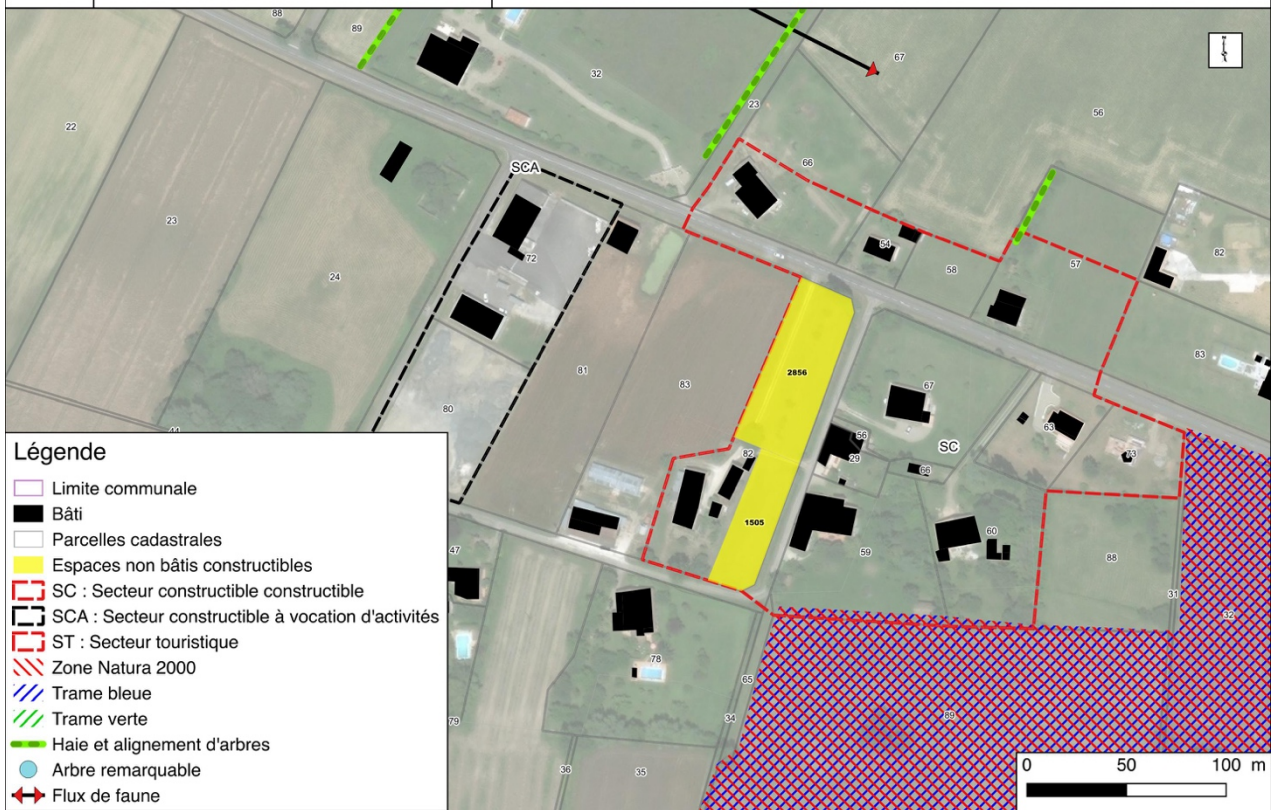 88
89
67
32
23
56
22
66
SCA
23
54
82
58
57
72
24
83
2856
67
81
83
80
56
63
SC
29
73
66
82
44
1505
60
47
59
88
31
32
78
65
79
34
89
36
35
Légende
Limite communale
Bâti
Parcelles cadastrales
Espaces non bâtis constructibles
SC : Secteur constructible constructible
SCA : Secteur constructible à vocation d'activités
ST : Secteur touristique
Zone Natura 2000
Trame bleue
Trame verte
Haie et alignement d'arbres
Arbre remarquable
Flux de faune
0 50 100 m